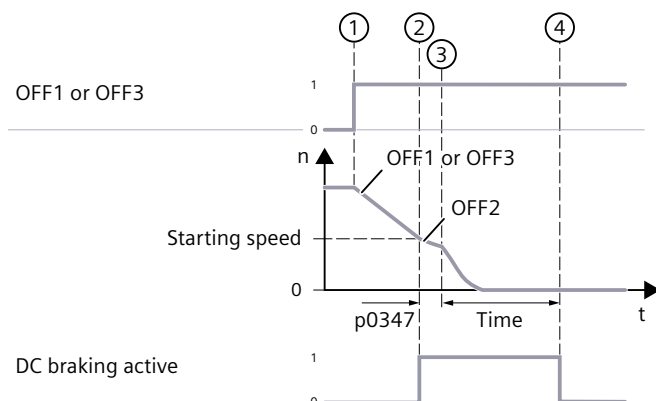 1 2 4
3
1
OFF1 or OFF3
0
n
OFF1 or OFF3
OFF2
Starting speed
0
p0347 Time t
1
DC braking active
0